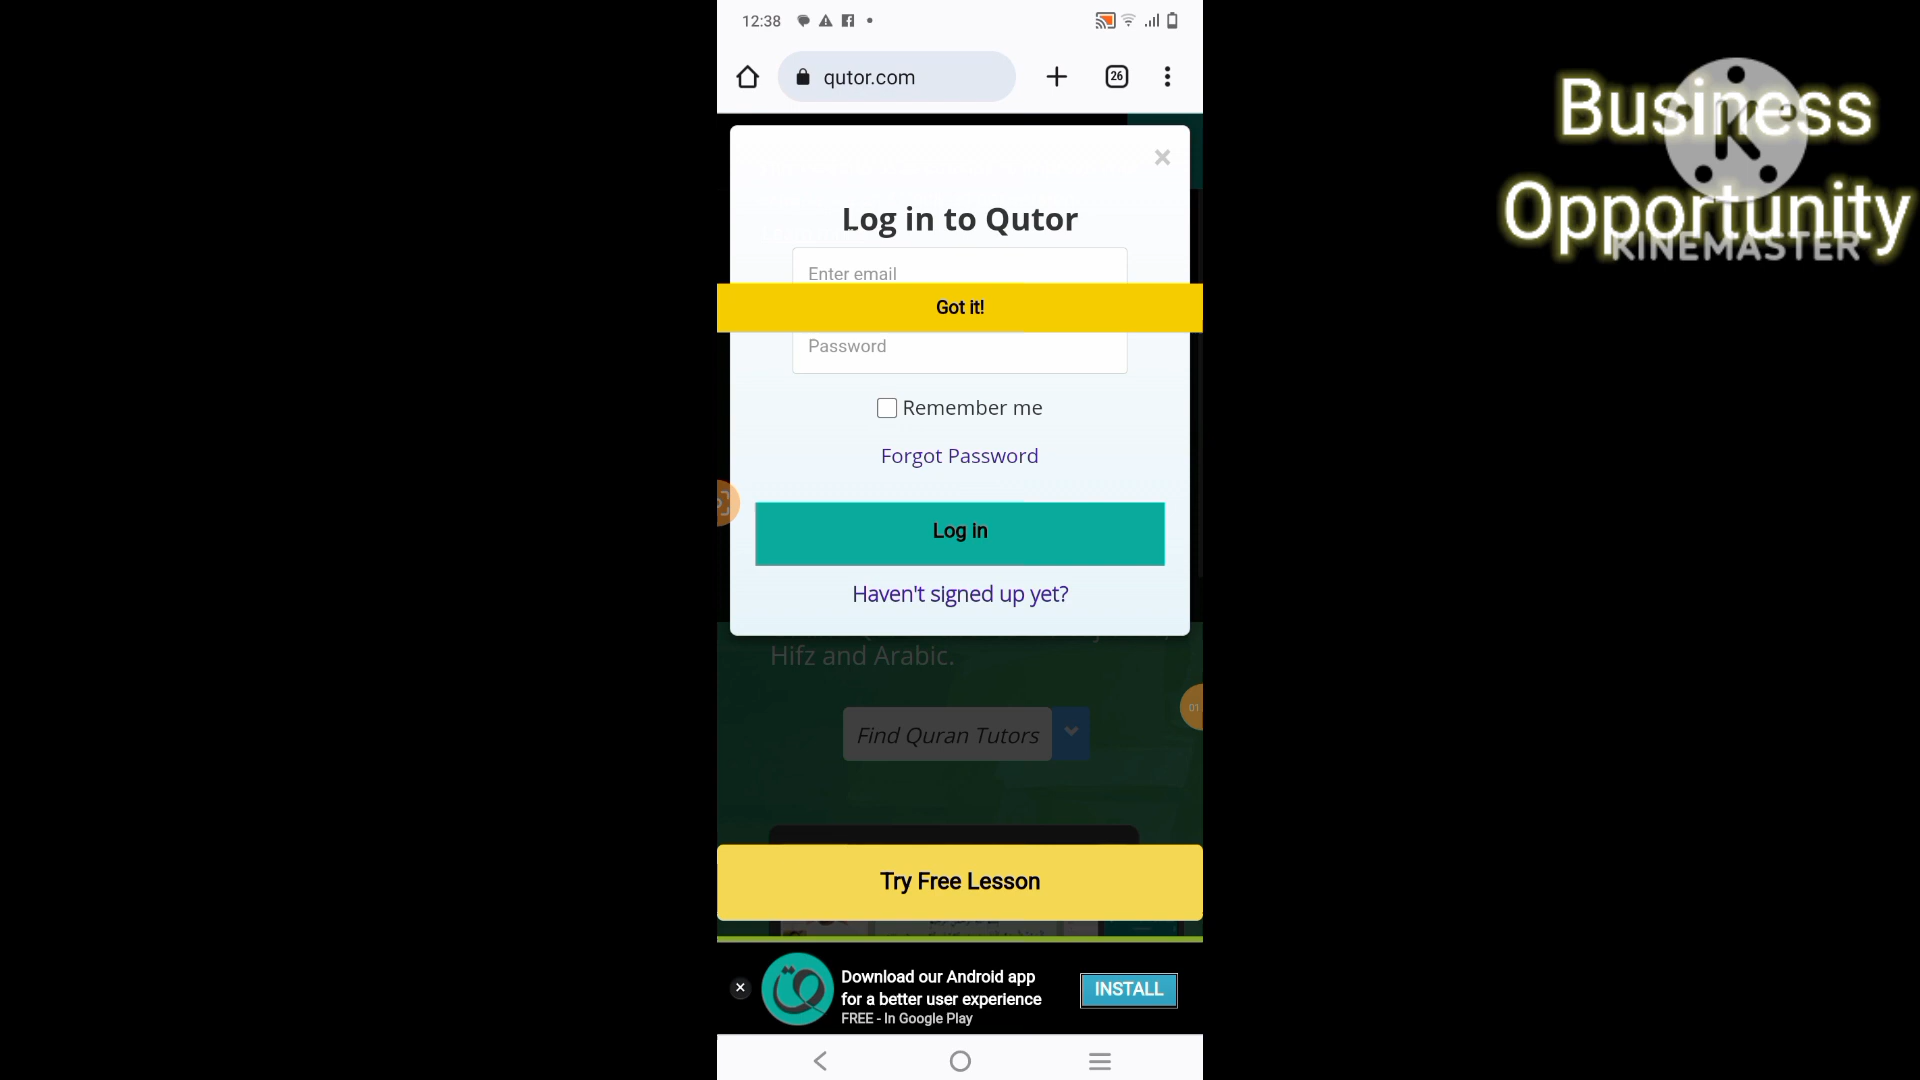 12:38
qutor.com
26
Business
Opportunity
KINEMASTER
Log in to Qutor
Enter email
Got it!
Password
Remember me
Forgot Password
Log in
Haven't signed up yet?
Hifz and Arabic.
Find Quran Tutors
01
Try Free Lesson
Download our Android app
for a better user experience
FREE - In Google Play
INSTALL